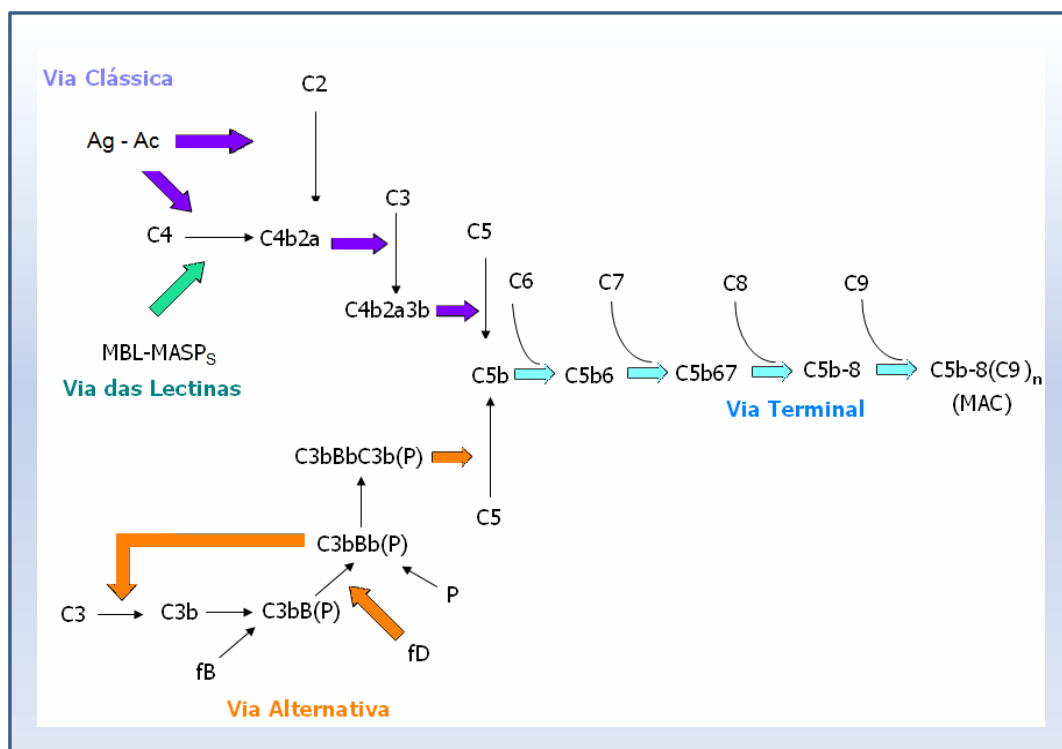 Via Clássica
C2
Ag - Ac
C3
C4
C4b2a
C5
C6
C7
C8
C9
C4b2a3b
MBL-MASPS
Via das Lectinas
C5b
C5b6
C5b67
C5b-8
C5b-8(C9)n
(MAC)
Via Terminal
C3bBbC3b(P)
C5
C3bBb(P)
P
C3
C3b
C3bB(P)
fD
fB
Via Alternativa